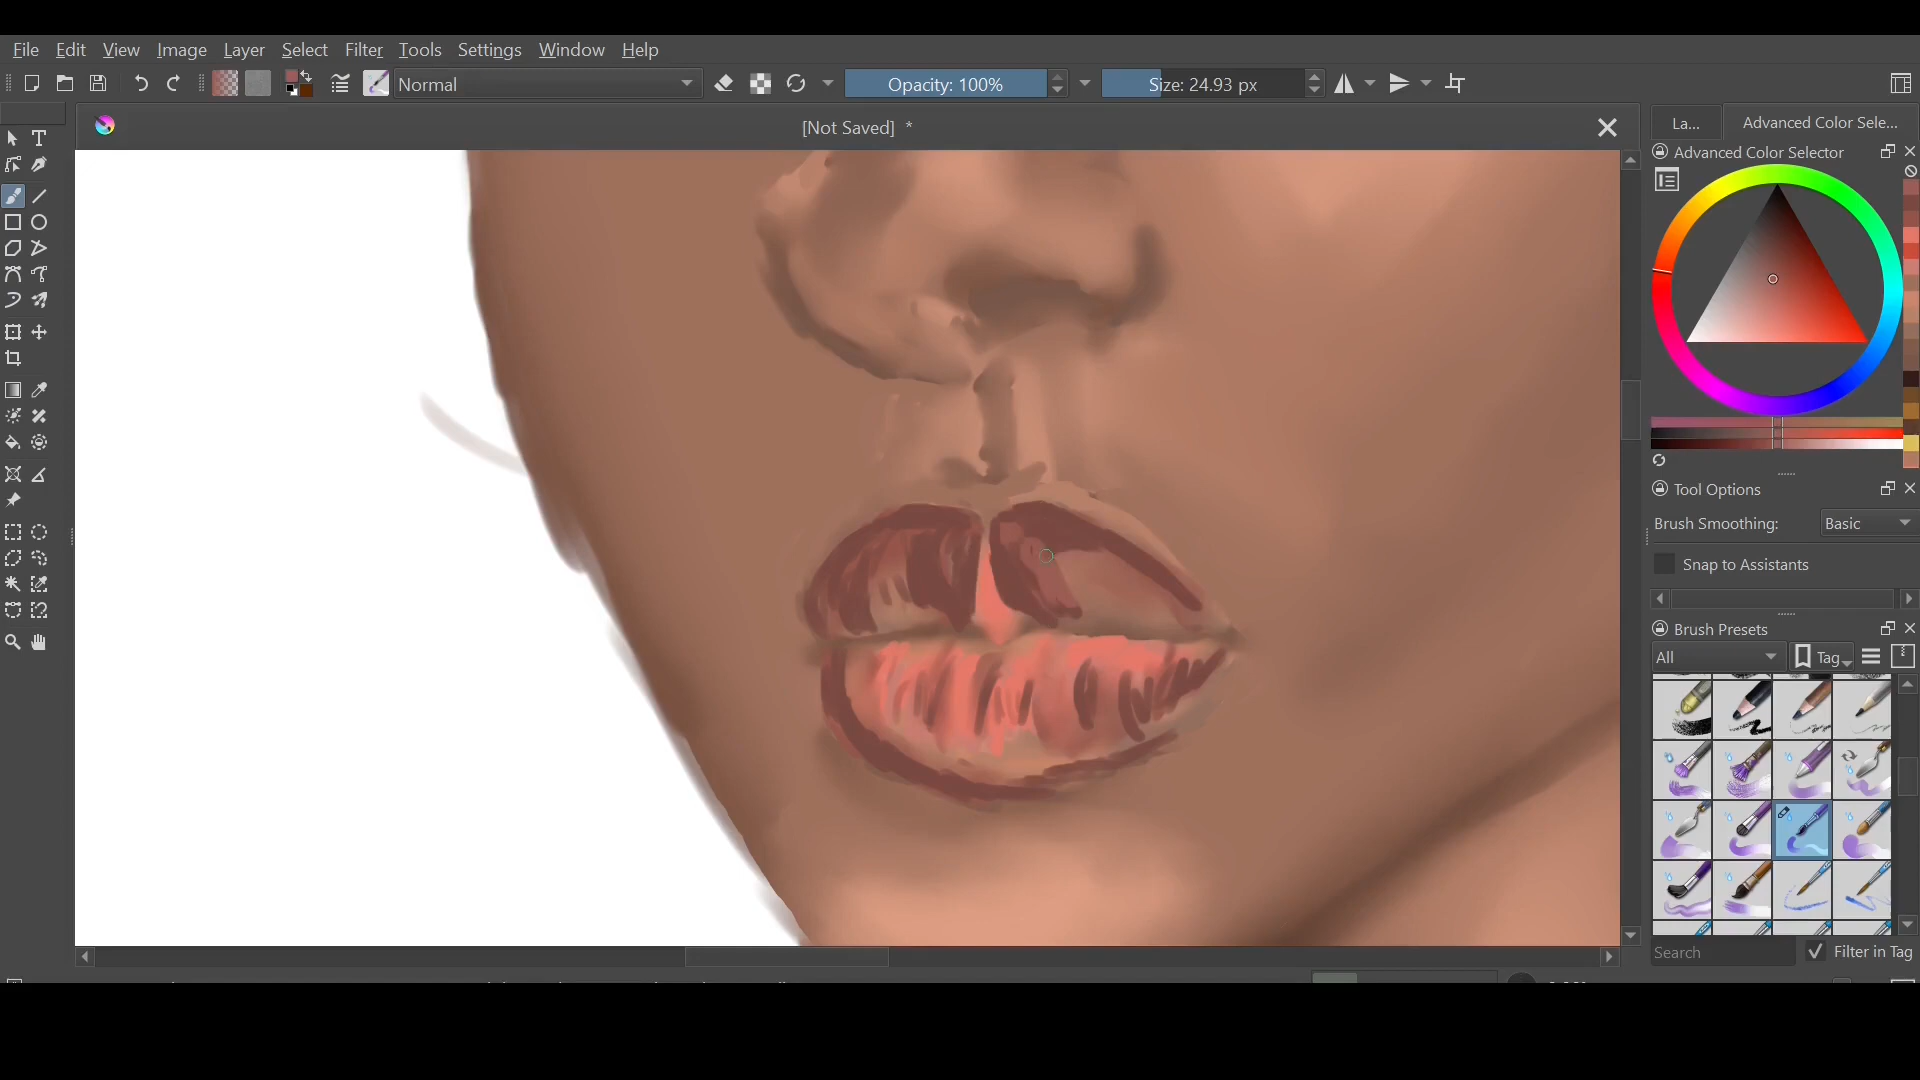 File Edit View Image Layer Select Filter Tools Settings Window Help
Normal Opacity: 100% Size: 24.93 px
[Not Saved] *
La... Advanced Color Sele...
Advanced Color Selector
Tool Options
Brush Smoothing: Basic
Snap to Assistants
Brush Presets
All Tag
Search Filter in Tag